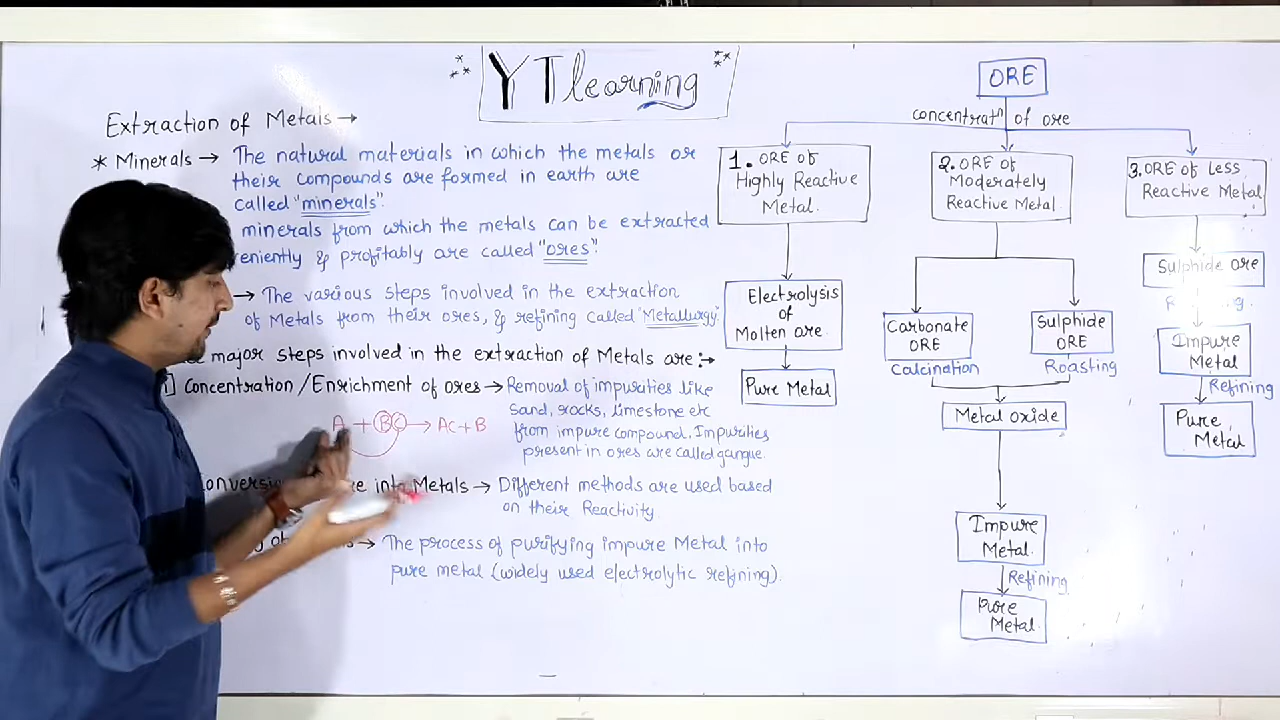 YTlearning
Extraction of Metals →
* Minerals → The natural materials in which the metals or
their compounds are formed in earth are
called "minerals".
minerals from which the metals can be extracted
& profitably are called "ores".
→ The various steps involved in the extraction
of Metals from their ores, & refining called "Metallurgy".
major steps involved in the extraction of Metals are:→
Concentration /Enrichment of ores → Removal of impurities like
sand, rocks, limestone etc
from impure compound. Impurities
present in ores are called gangue.
A + BC → AC + B
into Metals → Different methods are used based
on their Reactivity.
→ The process of purifying impure Metal into
pure metal (widely used electrolytic refining).
ORE
concentratⁿ of ore
1. ORE of
Highly Reactive
Metal.
Electrolysis
of
Molten ore.
Pure Metal
2. ORE of
Moderately
Reactive Metal.
Carbonate
ORE
Calcination
Sulphide
ORE
Roasting
Metal oxide
Impure
Metal.
Refining
Pure
Metal.
3. ORE of Less
Reactive Metal
Sulphide ore
Impure
Metal
Refining
Pure
Metal